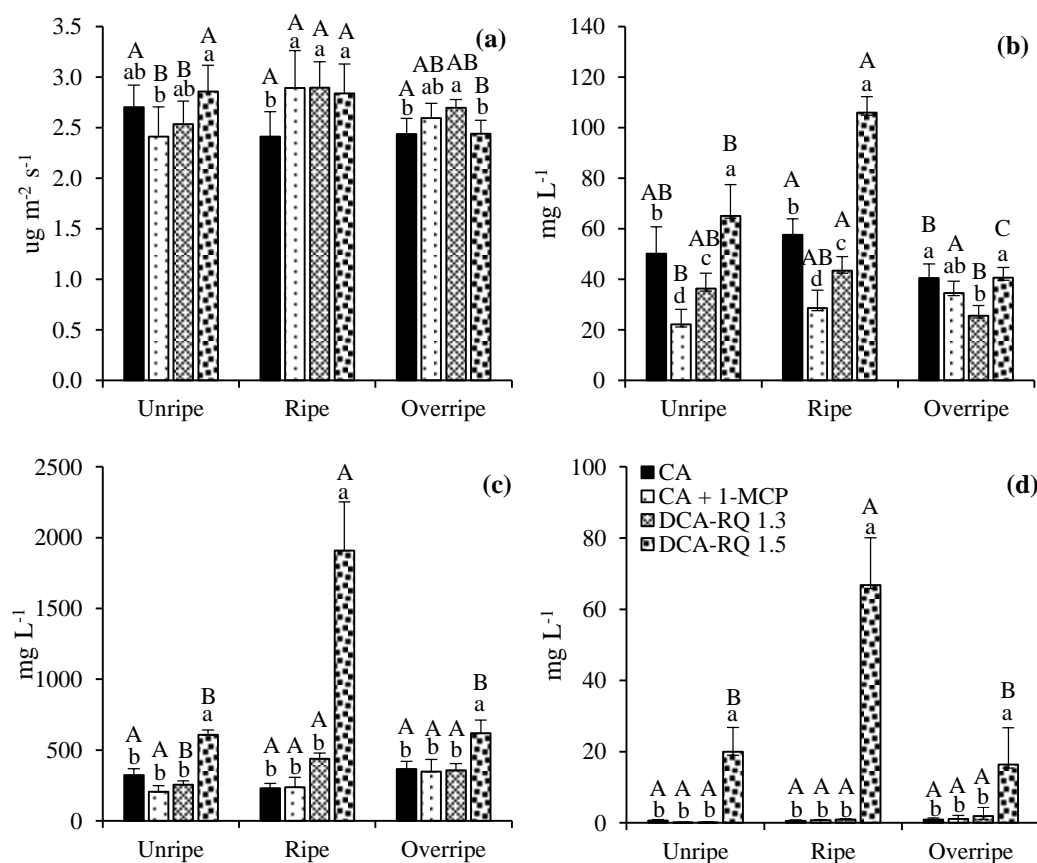 (a)
ug m-2 s-1
3.5
3.0
2.5
2.0
1.5
1.0
0.5
0.0
A
ab
B
b
B
ab
A
a
A
b
A
a
A
a
A
a
A
b
AB
ab
AB
a
B
b
Unripe
Ripe
Overripe
(b)
mg L-1
140
120
100
80
60
40
20
0
AB
b
B
d
AB
c
B
a
A
b
AB
d
A
c
A
a
B
a
A
ab
B
b
C
a
Unripe
Ripe
Overripe
(c)
mg L-1
2500
2000
1500
1000
500
0
A
b
A
b
B
b
B
a
A
b
A
b
A
b
A
a
A
b
A
b
A
b
B
a
Unripe
Ripe
Overripe
(d)
mg L-1
100
80
60
40
20
0
CA
CA + 1-MCP
DCA-RQ 1.3
DCA-RQ 1.5
A
b
A
b
A
b
B
a
A
b
A
b
A
b
A
a
A
b
A
b
A
b
B
a
Unripe
Ripe
Overripe